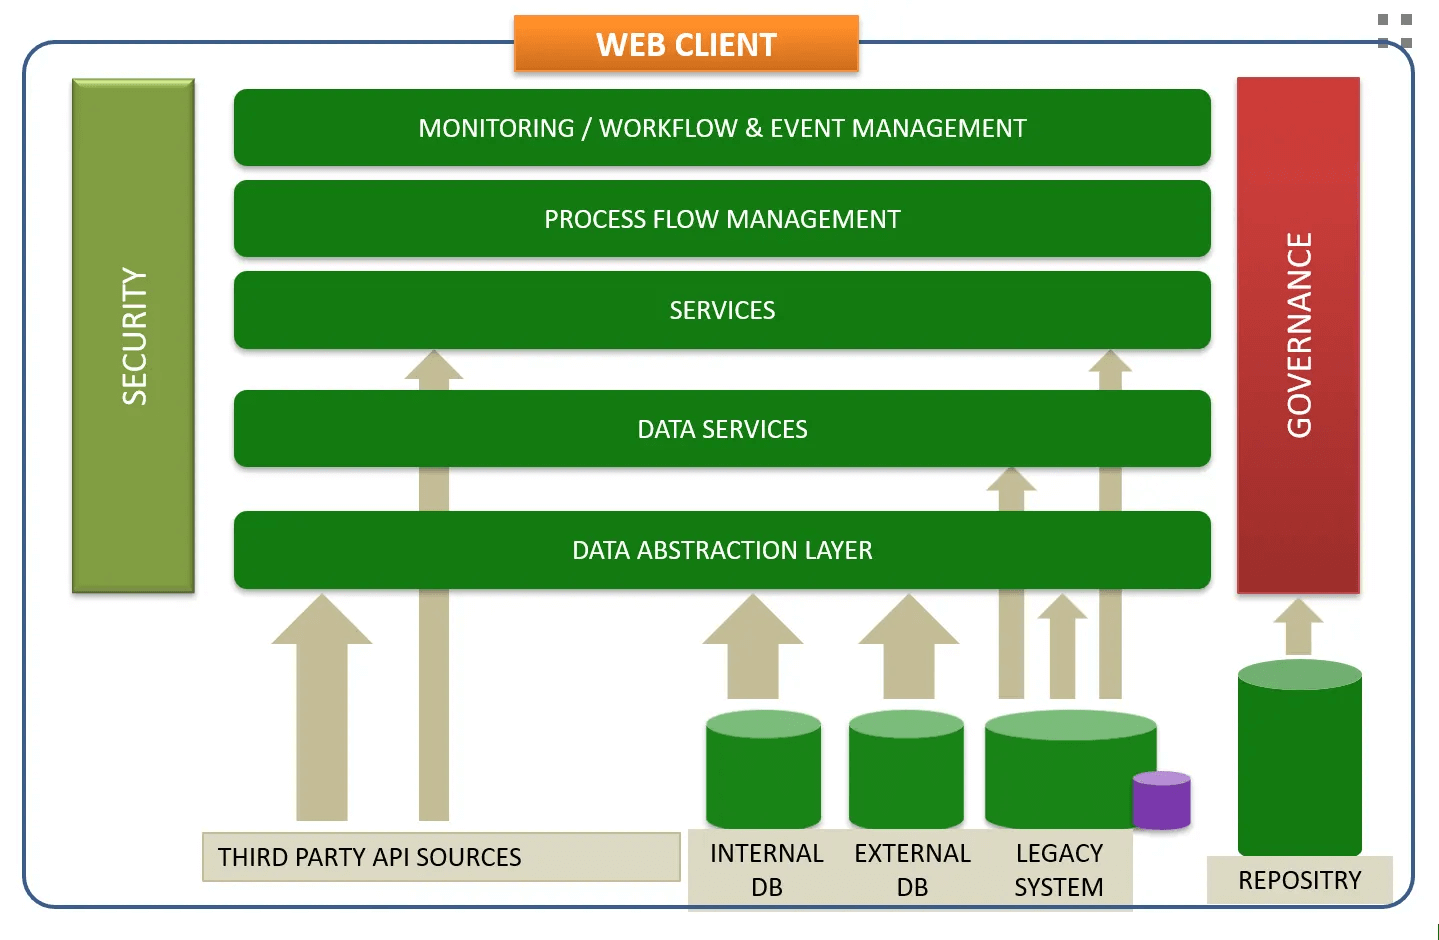 WEB CLIENT
MONITORING / WORKFLOW & EVENT MANAGEMENT
PROCESS FLOW MANAGEMENT
SERVICES
DATA SERVICES
DATA ABSTRACTION LAYER
SECURITY
GOVERNANCE
THIRD PARTY API SOURCES
INTERNAL
DB
EXTERNAL
DB
LEGACY
SYSTEM
REPOSITRY